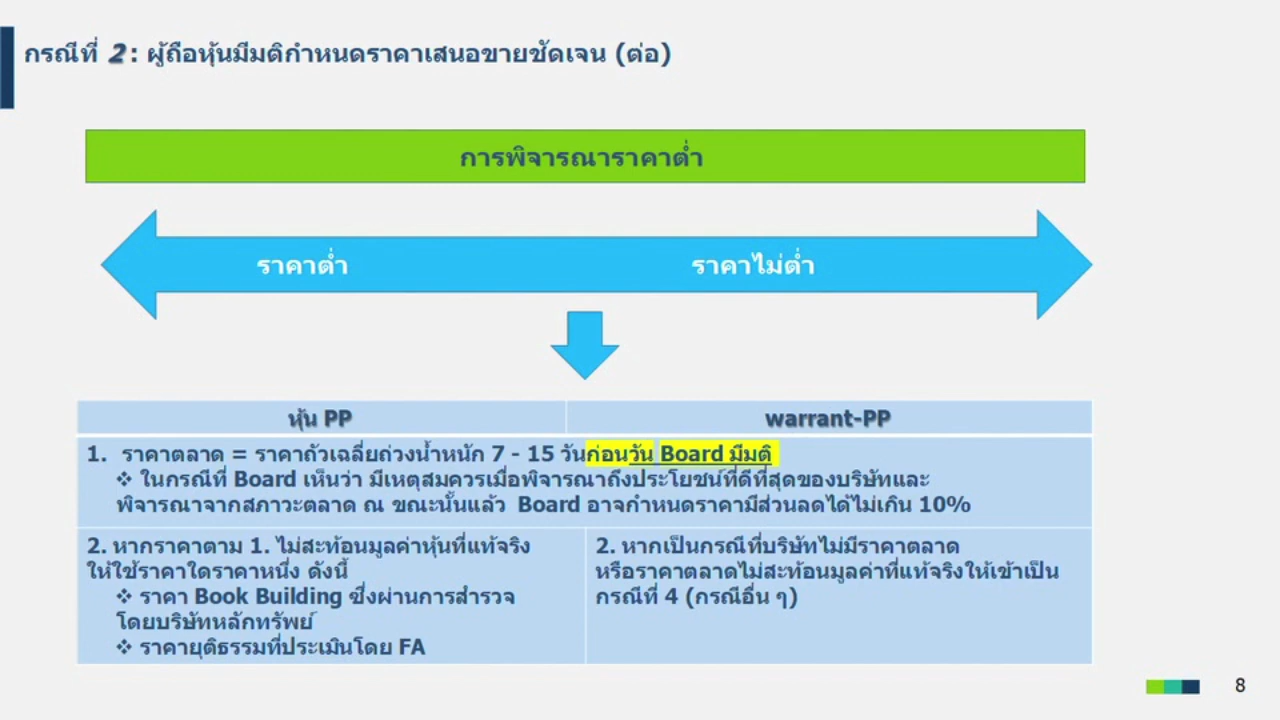 กรณีที่ 2 : ผู้ถือหุ้นมีมติกำหนดราคาเสนอขายชัดเจน (ต่อ)
การพิจารณาราคาต่ำ
ราคาต่ำ
ราคาไม่ต่ำ
หุ้น PP
warrant-PP
1. ราคาตลาด = ราคาถัวเฉลี่ยถ่วงน้ำหนัก 7 - 15 วันก่อนวัน Board มีมติ
❖ ในกรณีที่ Board เห็นว่า มีเหตุสมควรเมื่อพิจารณาถึงประโยชน์ที่ดีที่สุดของบริษัทและ
พิจารณาจากสภาวะตลาด ณ ขณะนั้นแล้ว Board อาจกำหนดราคามีส่วนลดได้ไม่เกิน 10%
2. หากราคาตาม 1. ไม่สะท้อนมูลค่าหุ้นที่แท้จริง
ให้ใช้ราคาใดราคาหนึ่ง ดังนี้
❖ ราคา Book Building ซึ่งผ่านการสำรวจ
โดยบริษัทหลักทรัพย์
❖ ราคายุติธรรมที่ประเมินโดย FA
2. หากเป็นกรณีที่บริษัทไม่มีราคาตลาด
หรือราคาตลาดไม่สะท้อนมูลค่าที่แท้จริงให้เข้าเป็น
กรณีที่ 4 (กรณีอื่น ๆ)
8